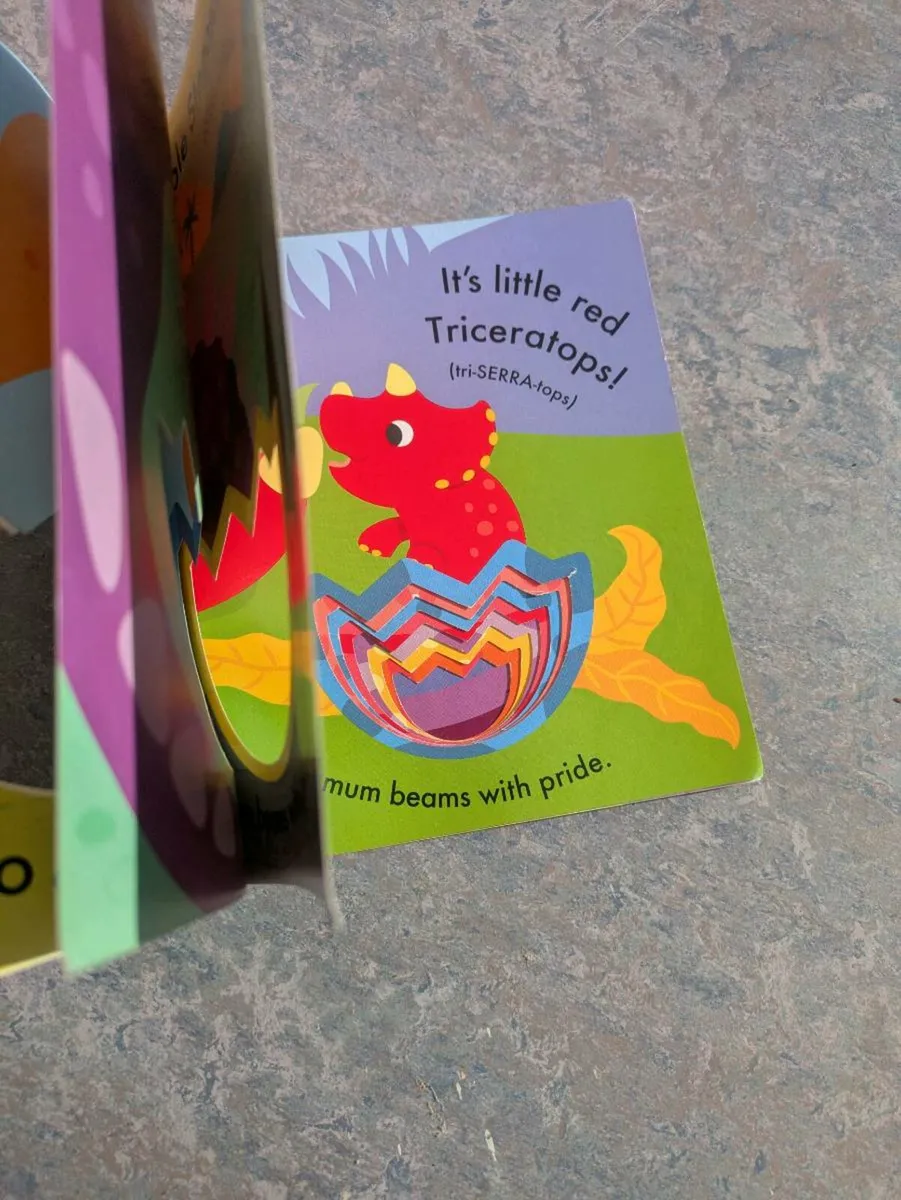 It's little red
Triceratops!
(tri-SERRA-tops)
mum beams with pride.
o